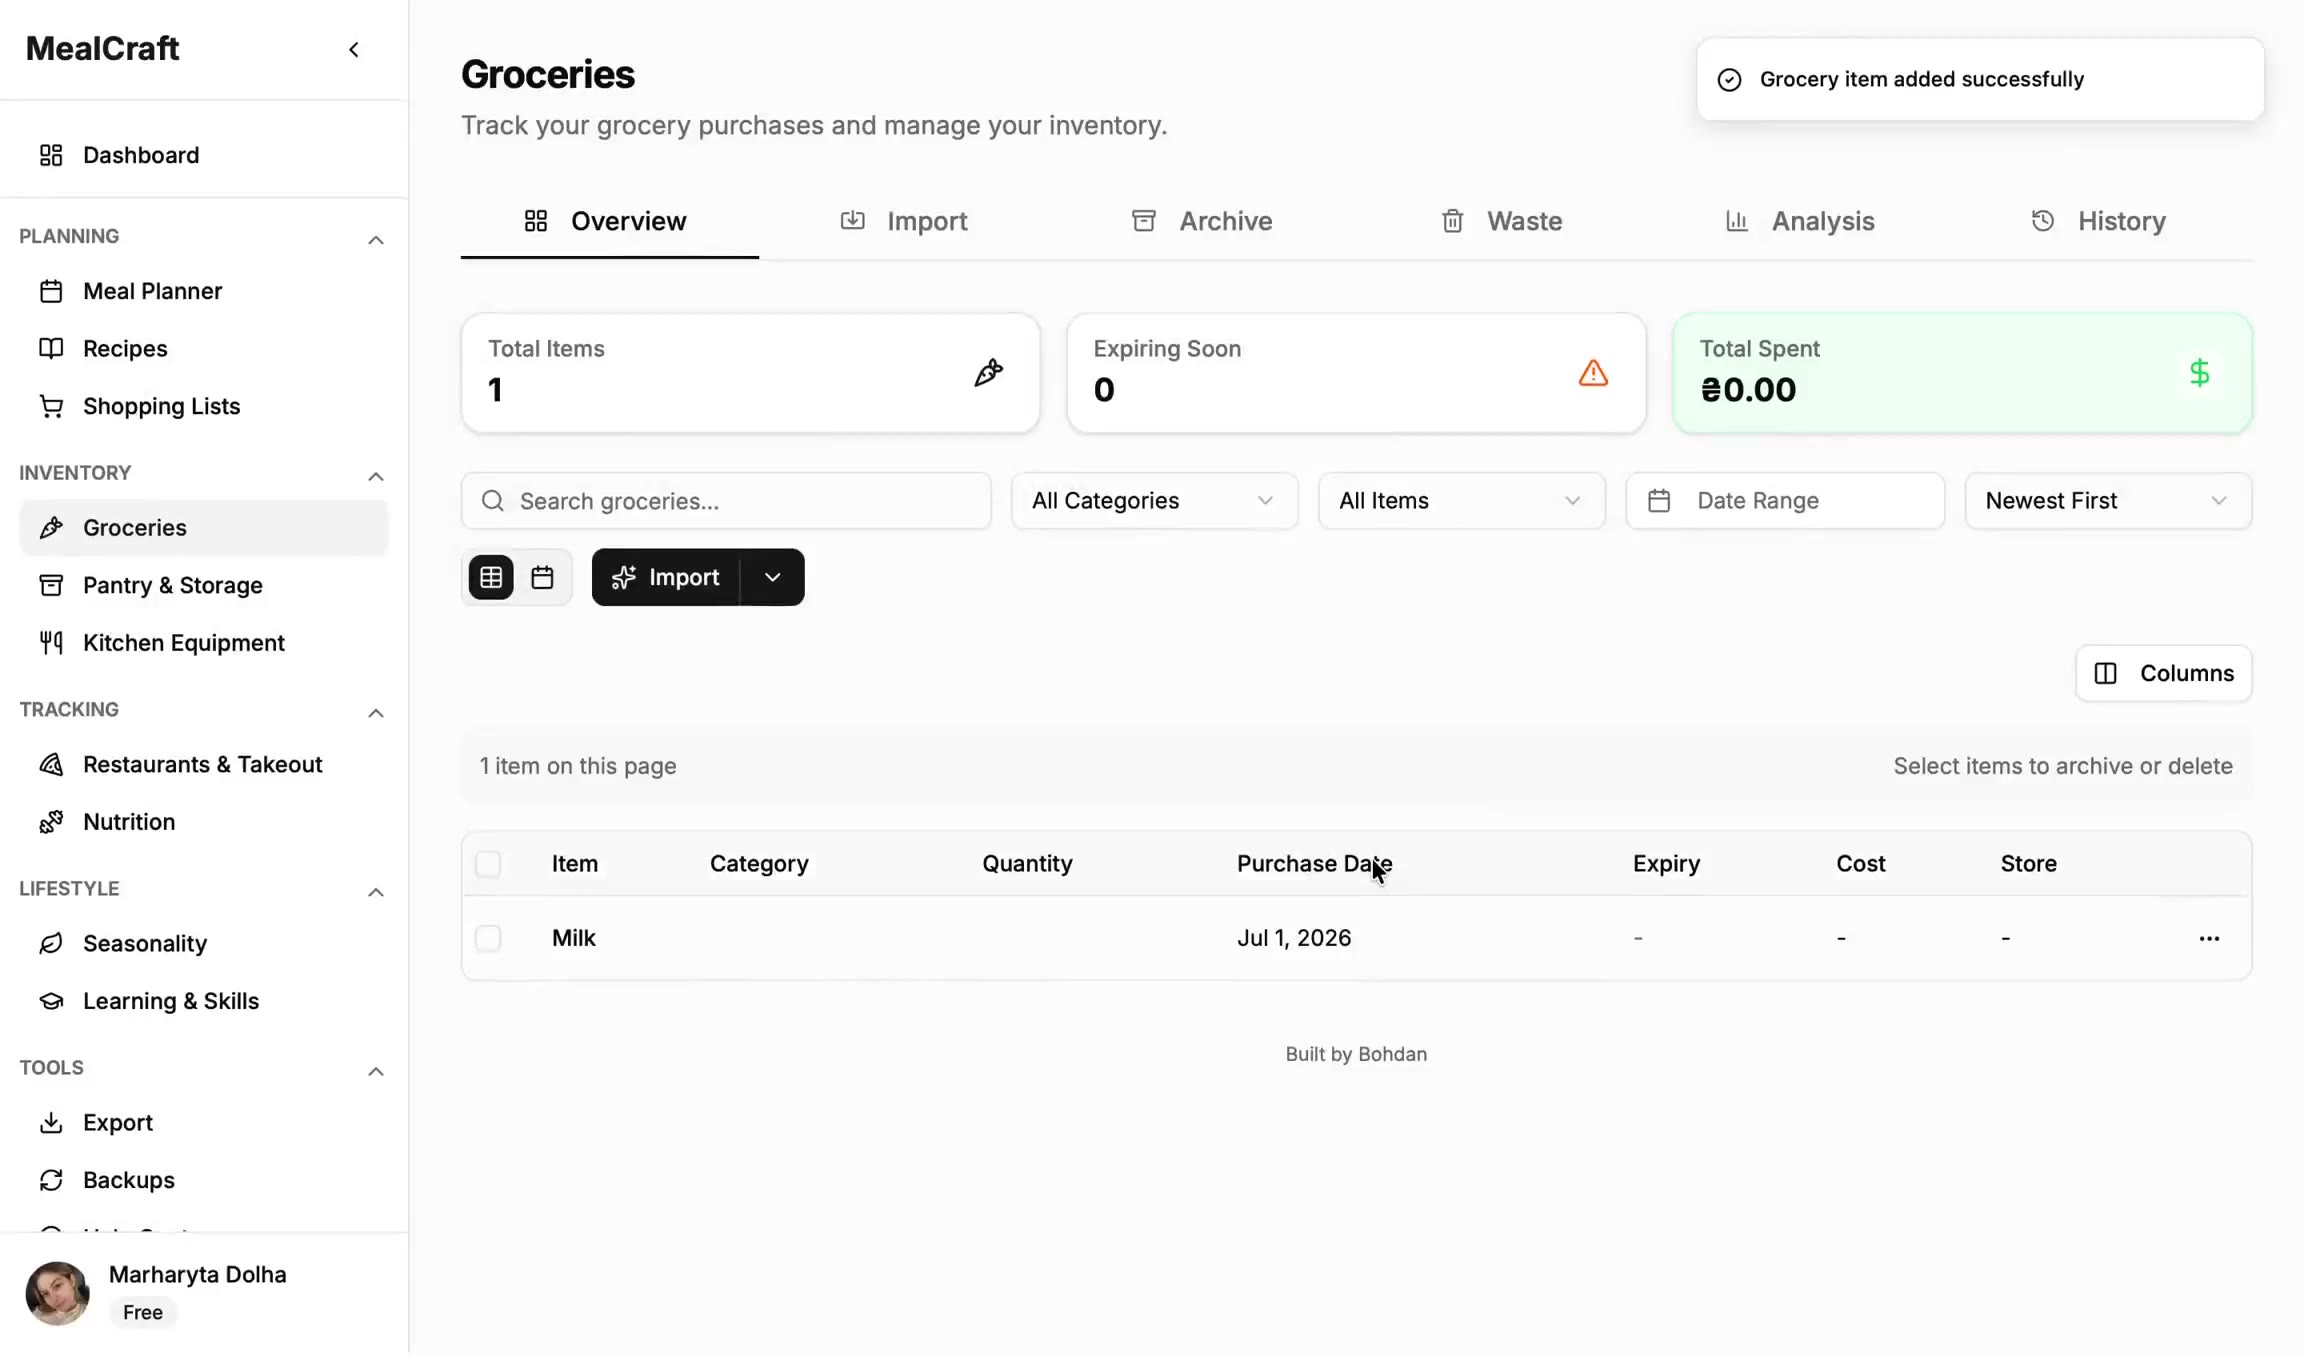 MealCraft
Dashboard
PLANNING
Meal Planner
Recipes
Shopping Lists
INVENTORY
Groceries
Pantry & Storage
Kitchen Equipment
TRACKING
Restaurants & Takeout
Nutrition
LIFESTYLE
Seasonality
Learning & Skills
TOOLS
Export
Backups
Marharyta Dolha
Free
Groceries
Track your grocery purchases and manage your inventory.
Grocery item added successfully
Overview Import Archive Waste Analysis History
Total Items
1
Expiring Soon
0
Total Spent
₴0.00
Search groceries...
All Categories
All Items
Date Range
Newest First
Import
Columns
1 item on this page
Select items to archive or delete
Item Category Quantity Purchase Date Expiry Cost Store
Milk Jul 1, 2026 - - -
Built by Bohdan